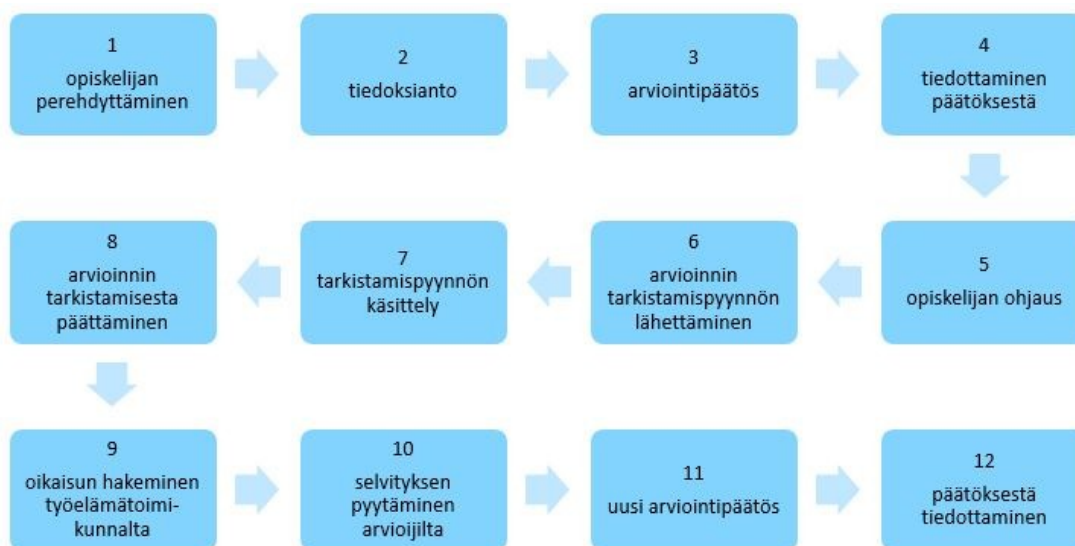 1
opiskelijan
perehdyttäminen
2
tiedoksianto
3
arviointipäätös
4
tiedottaminen
päätöksestä
5
opiskelijan ohjaus
6
arvioinnin
tarkistamispyynnön
lähettäminen
7
tarkistamispyynnön
käsittely
8
arvioinnin
tarkistamisesta
päättäminen
9
oikaisun hakeminen
työelämätoimi-
kunnalta
10
selvityksen
pyytäminen
arvioijilta
11
uusi arviointipäätös
12
päätöksestä
tiedottaminen